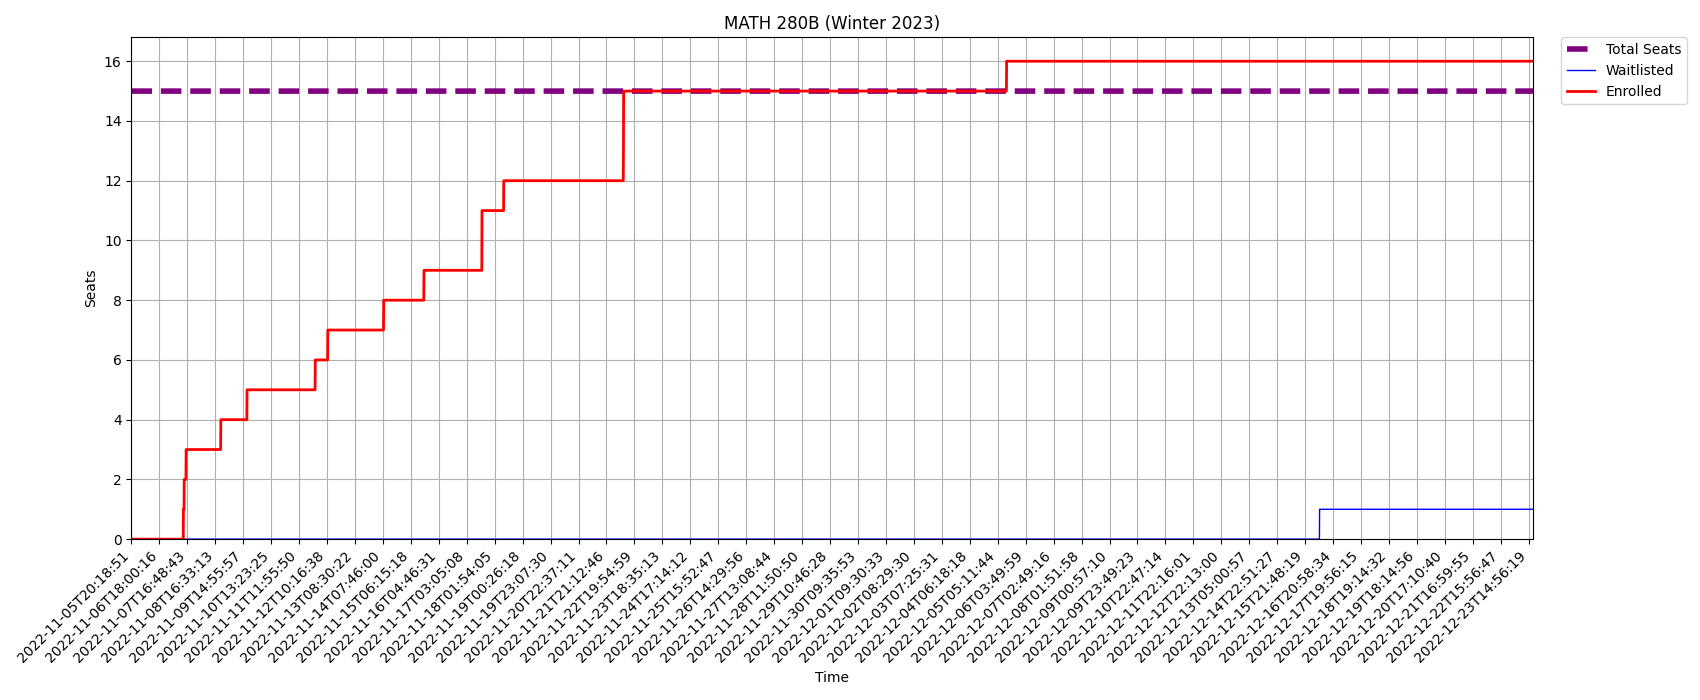 MATH 280B (Winter 2023)
Total Seats
Waitlisted
Enrolled
Seats
16
14
12
10
8
6
4
2
0
2022-11-05T20:18:51
2022-11-06T18:00:16
2022-11-07T16:48:43
2022-11-08T16:33:13
2022-11-09T14:55:57
2022-11-10T13:23:25
2022-11-11T11:55:50
2022-11-12T10:16:38
2022-11-13T08:30:22
2022-11-14T07:46:00
2022-11-15T06:15:18
2022-11-16T04:46:31
2022-11-17T03:05:08
2022-11-18T01:54:05
2022-11-19T00:26:18
2022-11-19T23:07:30
2022-11-20T22:37:11
2022-11-21T21:12:46
2022-11-22T19:54:59
2022-11-23T18:35:13
2022-11-24T17:14:12
2022-11-25T15:52:47
2022-11-26T14:29:56
2022-11-27T13:08:44
2022-11-28T11:50:50
2022-11-29T10:46:28
2022-11-30T09:35:53
2022-12-01T09:30:33
2022-12-02T08:29:30
2022-12-03T07:25:31
2022-12-04T06:18:18
2022-12-05T05:11:44
2022-12-06T03:49:59
2022-12-07T02:49:16
2022-12-08T01:51:58
2022-12-09T00:57:10
2022-12-09T23:49:23
2022-12-10T22:47:14
2022-12-11T22:16:01
2022-12-12T22:13:00
2022-12-13T05:00:57
2022-12-14T22:51:27
2022-12-15T21:48:19
2022-12-16T20:58:34
2022-12-17T19:56:15
2022-12-18T19:14:32
2022-12-19T18:14:56
2022-12-20T17:10:40
2022-12-21T16:59:55
2022-12-22T15:56:47
2022-12-23T14:56:19
Time